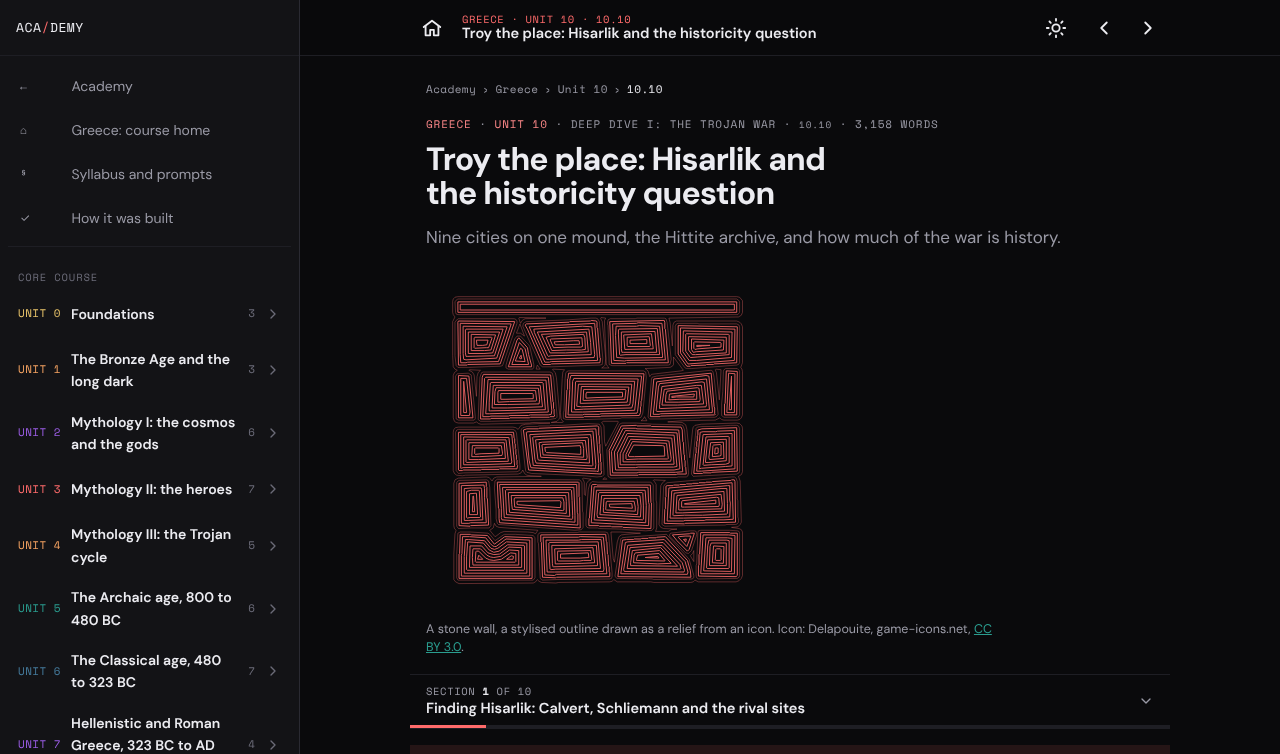 ACA/DEMY
← Academy
⌂ Greece: course home
§ Syllabus and prompts
✓ How it was built
CORE COURSE
UNIT 0 Foundations 3
UNIT 1 The Bronze Age and the
long dark 3
UNIT 2 Mythology I: the cosmos
and the gods 6
UNIT 3 Mythology II: the heroes 7
UNIT 4 Mythology III: the Trojan
cycle 5
UNIT 5 The Archaic age, 800 to
480 BC 6
UNIT 6 The Classical age, 480
to 323 BC 7
UNIT 7 Hellenistic and Roman
Greece, 323 BC to AD 4
GREECE · UNIT 10 · 10.10
Troy the place: Hisarlik and the historicity question
Academy › Greece › Unit 10 › 10.10
GREECE · UNIT 10 · DEEP DIVE I: THE TROJAN WAR · 10.10 · 3,158 WORDS
Troy the place: Hisarlik and
the historicity question
Nine cities on one mound, the Hittite archive, and how much of the war is history.
A stone wall, a stylised outline drawn as a relief from an icon. Icon: Delapouite, game-icons.net, CC
BY 3.0.
SECTION 1 OF 10
Finding Hisarlik: Calvert, Schliemann and the rival sites